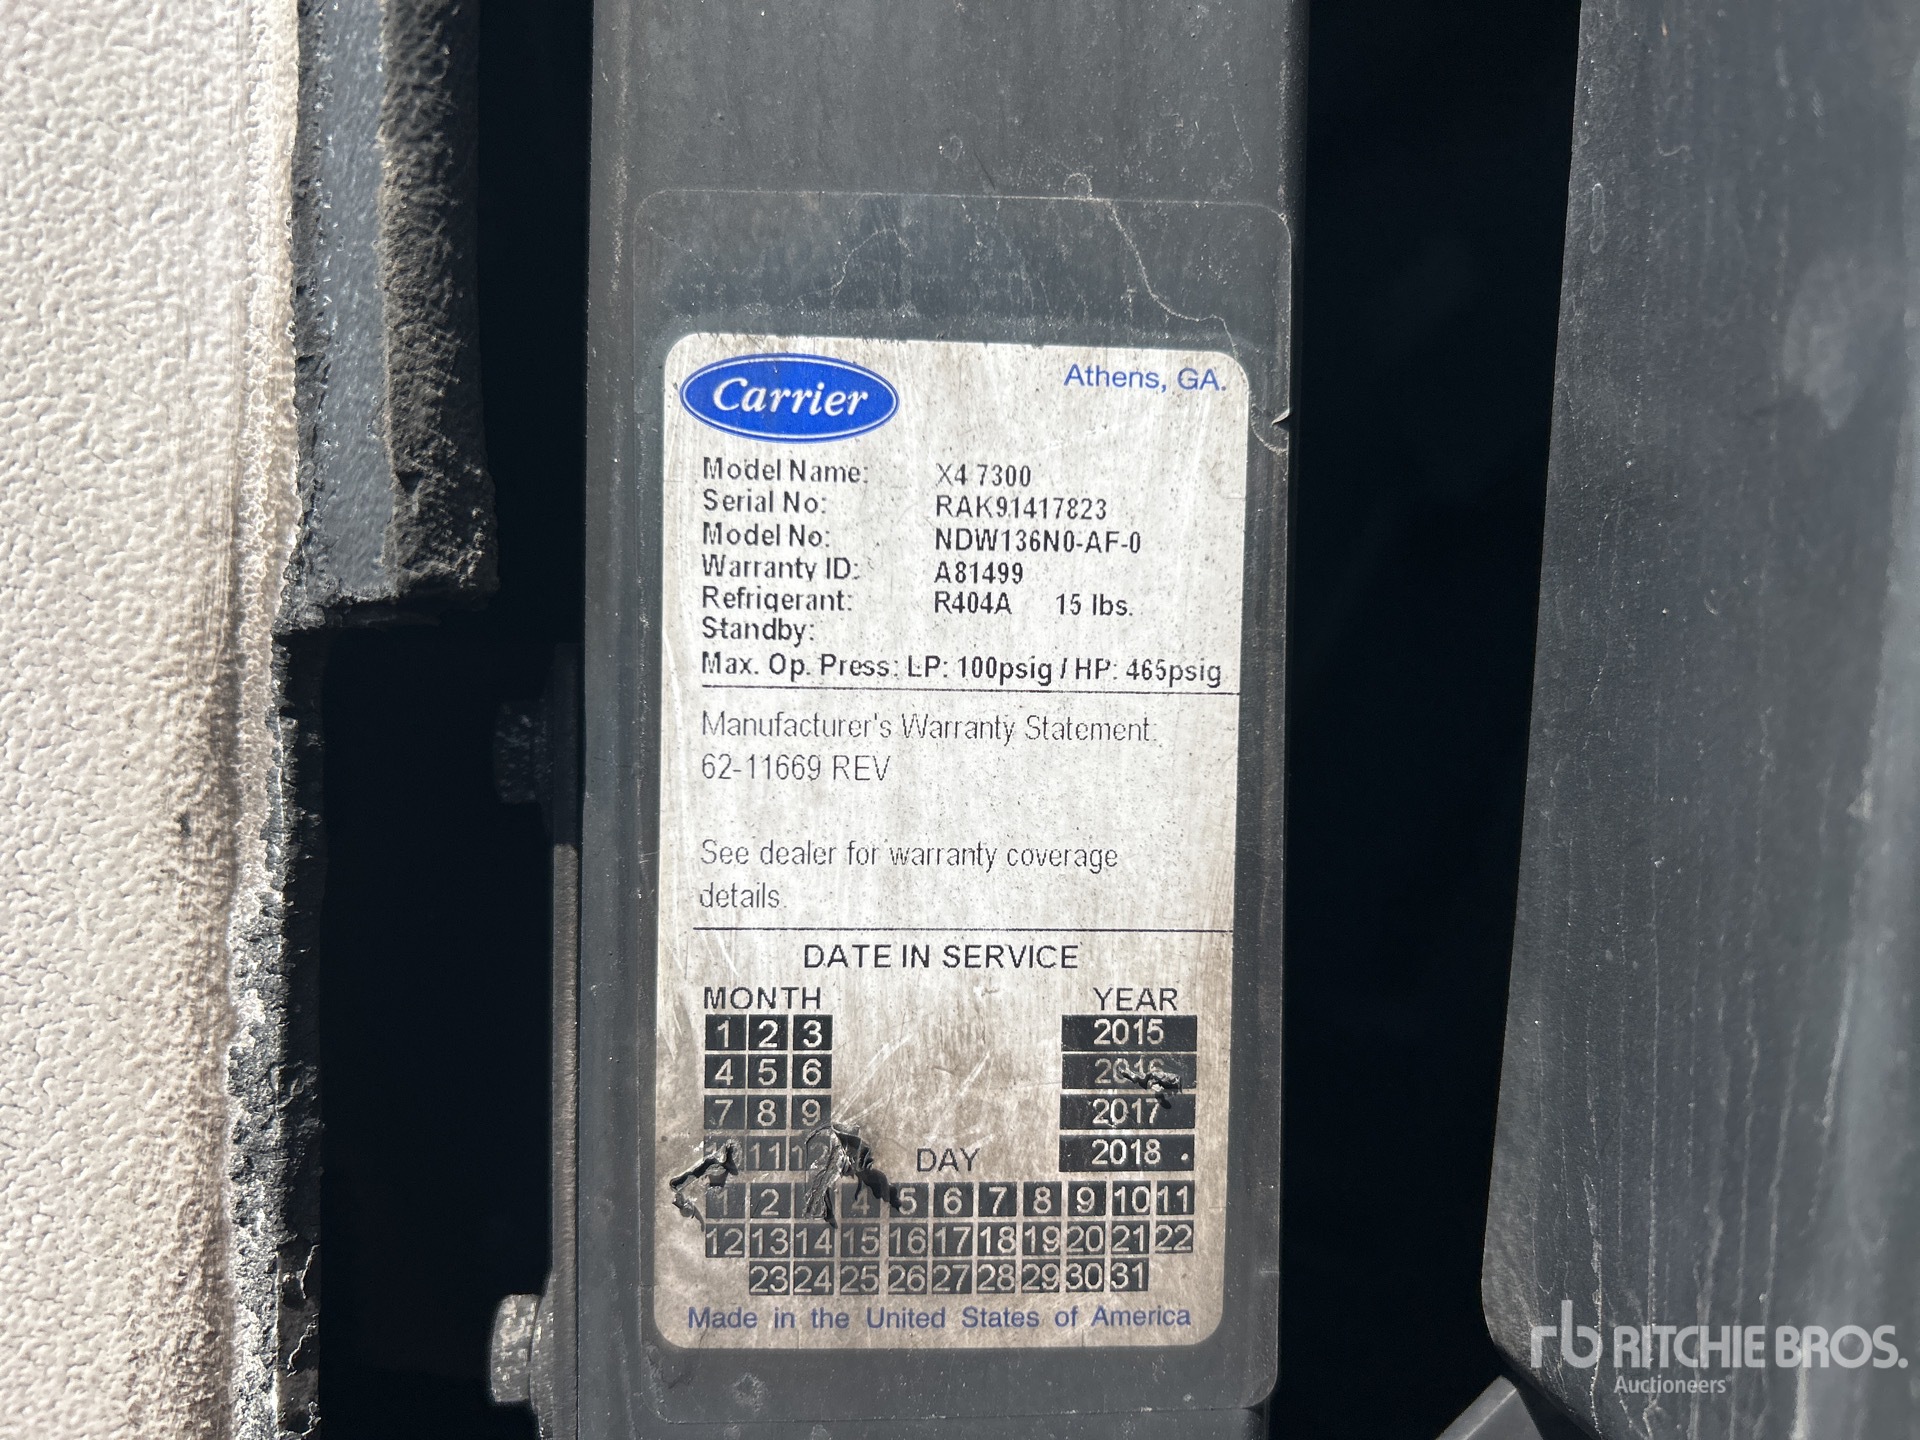 Carrier
Athens, GA.
Model Name: X4 7300
Serial No: RAK91417823
Model No: NDW136N0-AF-0
Warranty ID: A81499
Refrigerant: R404A 15 lbs.
Standby:
Max. Op. Press: LP: 100psig / HP: 465psig
Manufacturer's Warranty Statement:
62-11669 REV
See dealer for warranty coverage
details.
DATE IN SERVICE
MONTH YEAR
1 2 3 2015
4 5 6 2016
7 8 9 2017
11 12 DAY 2018
1 2 4 5 6 7 8 9 10 11
12 13 14 15 16 17 18 19 20 21 22
23 24 25 26 27 28 29 30 31
Made in the United States of America
rb RITCHIE BROS.
Auctioneers